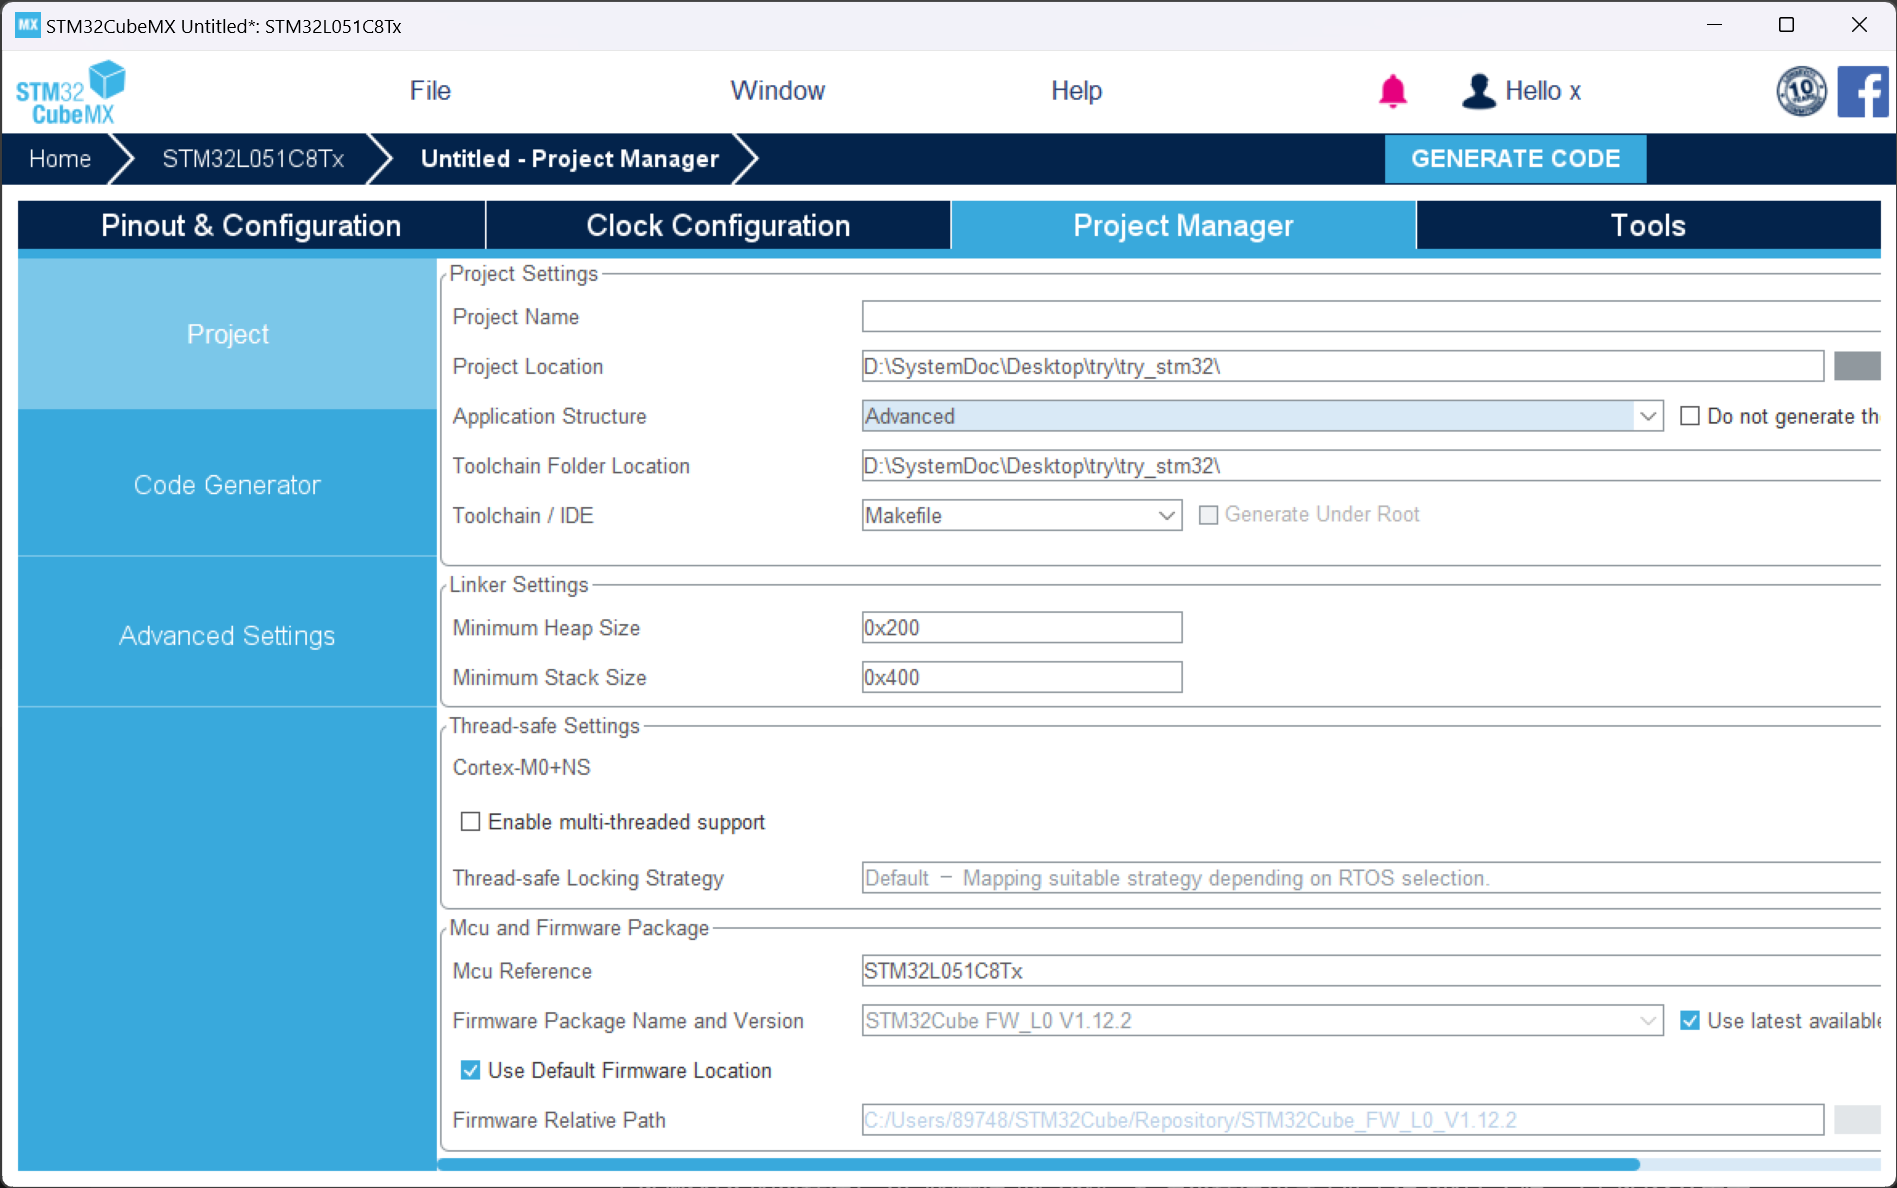 MX STM32CubeMX Untitled*: STM32L051C8Tx
STM32 CubeMX
File Window Help Hello x
10
Home STM32L051C8Tx Untitled - Project Manager GENERATE CODE
Pinout & Configuration Clock Configuration Project Manager Tools
Project
Code Generator
Advanced Settings
Project Settings
Project Name
Project Location D:\SystemDoc\Desktop\try\try_stm32\
Application Structure Advanced Do not generate th
Toolchain Folder Location D:\SystemDoc\Desktop\try\try_stm32\
Toolchain / IDE Makefile Generate Under Root
Linker Settings
Minimum Heap Size 0x200
Minimum Stack Size 0x400
Thread-safe Settings
Cortex-M0+NS
Enable multi-threaded support
Thread-safe Locking Strategy Default – Mapping suitable strategy depending on RTOS selection.
Mcu and Firmware Package
Mcu Reference STM32L051C8Tx
Firmware Package Name and Version STM32Cube FW_L0 V1.12.2 Use latest available
Use Default Firmware Location
Firmware Relative Path C:/Users/89748/STM32Cube/Repository/STM32Cube_FW_L0_V1.12.2